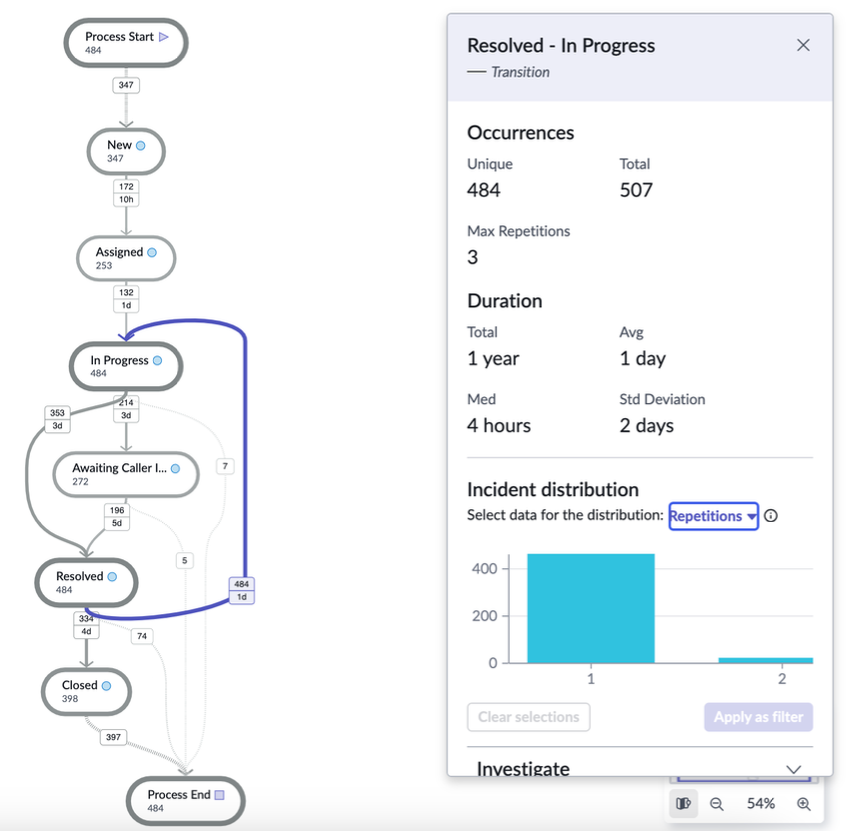 Process Start
484
347
New
347
172
10h
Assigned
253
132
1d
In Progress
484
353
3d
214
3d
7
Awaiting Caller I...
272
196
5d
5
Resolved
484
484
1d
334
4d
74
Closed
398
397
Process End
484
Resolved - In Progress
Transition
Occurrences
Unique Total
484 507
Max Repetitions
3
Duration
Total Avg
1 year 1 day
Med Std Deviation
4 hours 2 days
Incident distribution
Select data for the distribution: Repetitions
400
200
0
1 2
Clear selections Apply as filter
Investigate
54%